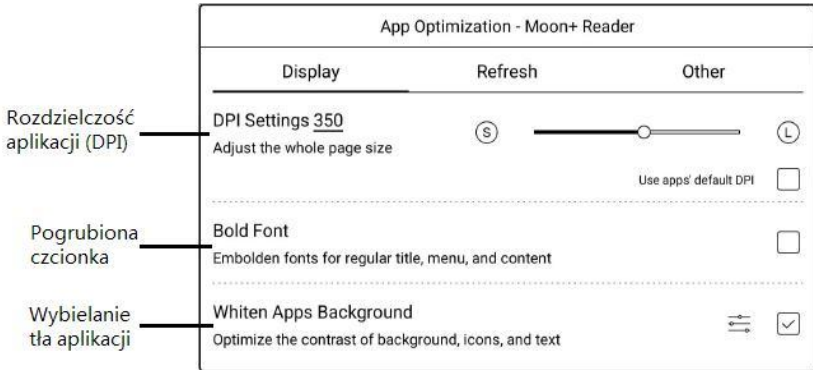 App Optimization - Moon+ Reader
Display Refresh Other
Rozdzielczość
aplikacji (DPI)
DPI Settings 350
Adjust the whole page size
S
L
Use apps' default DPI
Pogrubiona
czcionka
Bold Font
Embolden fonts for regular title, menu, and content
Wybielanie
tła aplikacji
Whiten Apps Background
Optimize the contrast of background, icons, and text